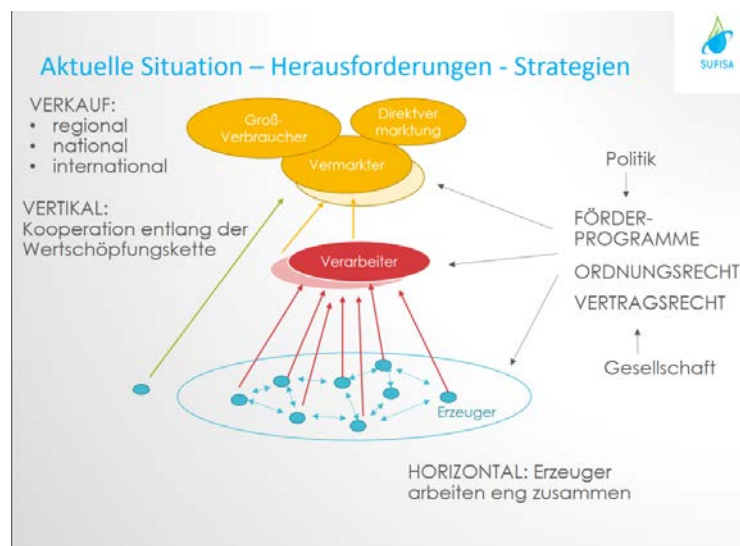 SUFISA
Aktuelle Situation – Herausforderungen - Strategien
VERKAUF:
• regional
• national
• international
VERTIKAL:
Kooperation entlang der
Wertschöpfungskette
Groß-
Verbraucher
Direktver
marktung
Vermarkter
Verarbeiter
Erzeuger
Politik
FÖRDER-
PROGRAMME
ORDNUNGSRECHT
VERTRAGSRECHT
Gesellschaft
HORIZONTAL: Erzeuger
arbeiten eng zusammen